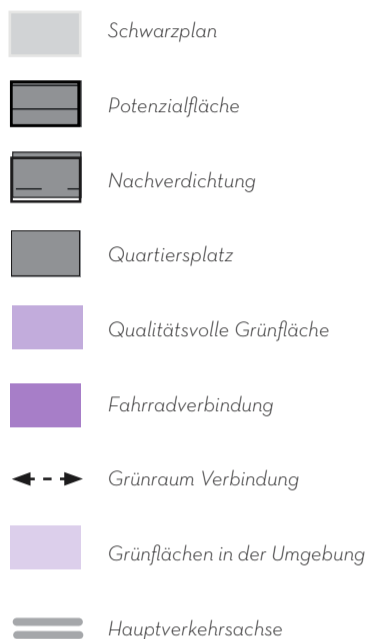 Schwarzplan
Potenzialfläche
Nachverdichtung
Quartiersplatz
Qualitätsvolle Grünfläche
Fahrradverbindung
Grünraum Verbindung
Grünflächen in der Umgebung
Hauptverkehrsachse